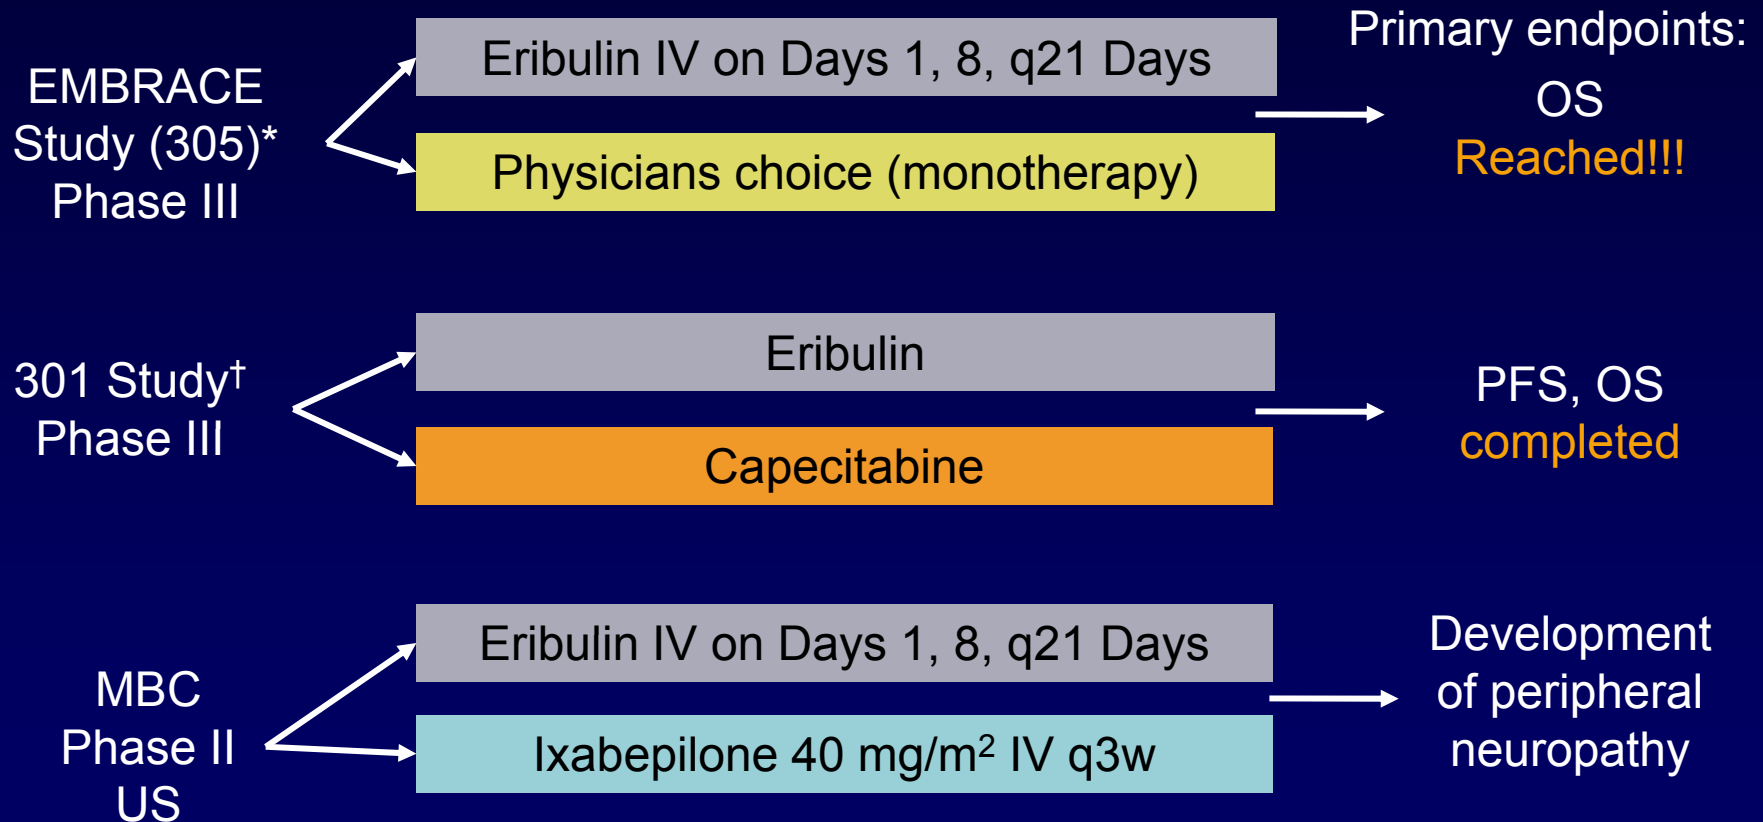 Primary endpoints:
EMBRACE
Study (305)*
Phase III
Eribulin IV on Days 1, 8, q21 Days
Physicians choice (monotherapy)
OS
Reached!!!
301 Study†
Phase III
Eribulin
Capecitabine
PFS, OS
completed
MBC
Phase II
US
Eribulin IV on Days 1, 8, q21 Days
Ixabepilone 40 mg/m² IV q3w
Development
of peripheral
neuropathy